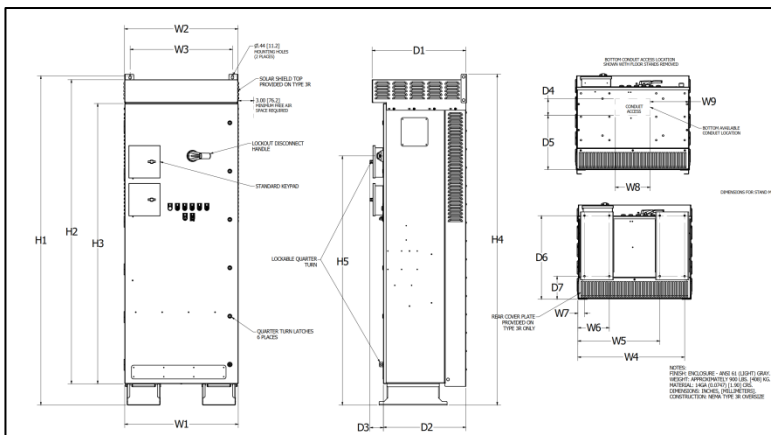 W2
W3
Ø.44 [11.2]
MOUNTING HOLES
(2 PLACES)
SOLAR SHIELD TOP
PROVIDED ON TYPE 3R
3.00 [76.2]
MINIMUM FREE AIR
SPACE REQUIRED
LOCKOUT DISCONNECT
HANDLE
STANDARD KEYPAD
H1
H2
H3
LOCKABLE QUARTER
TURN
QUARTER TURN LATCHES
6 PLACES
W1
D1
H5
H4
D3
D2
BOTTOM CONDUIT ACCESS LOCATION
SHOWN WITH FLOOR STANDS REMOVED
D4
W9
CONDUIT
ACCESS
BOTTOM AVAILABLE
CONDUIT LOCATION
D5
W8
DIMENSIONS FOR STAND M
D6
D7
REAR COVER PLATE
PROVIDED ON
TYPE 3R ONLY
W7
W6
W5
W4
NOTES:
FINISH: ENCLOSURE - ANSI 61 (LIGHT) GRAY.
WEIGHT: APPROXIMATELY 900 LBS. [408] KG.
MATERIAL: 14GA (0.0747) [1.90] CRS.
DIMENSIONS: INCHES, [MILLIMETERS].
CONSTRUCTION: NEMA TYPE 3R OVERSIZE